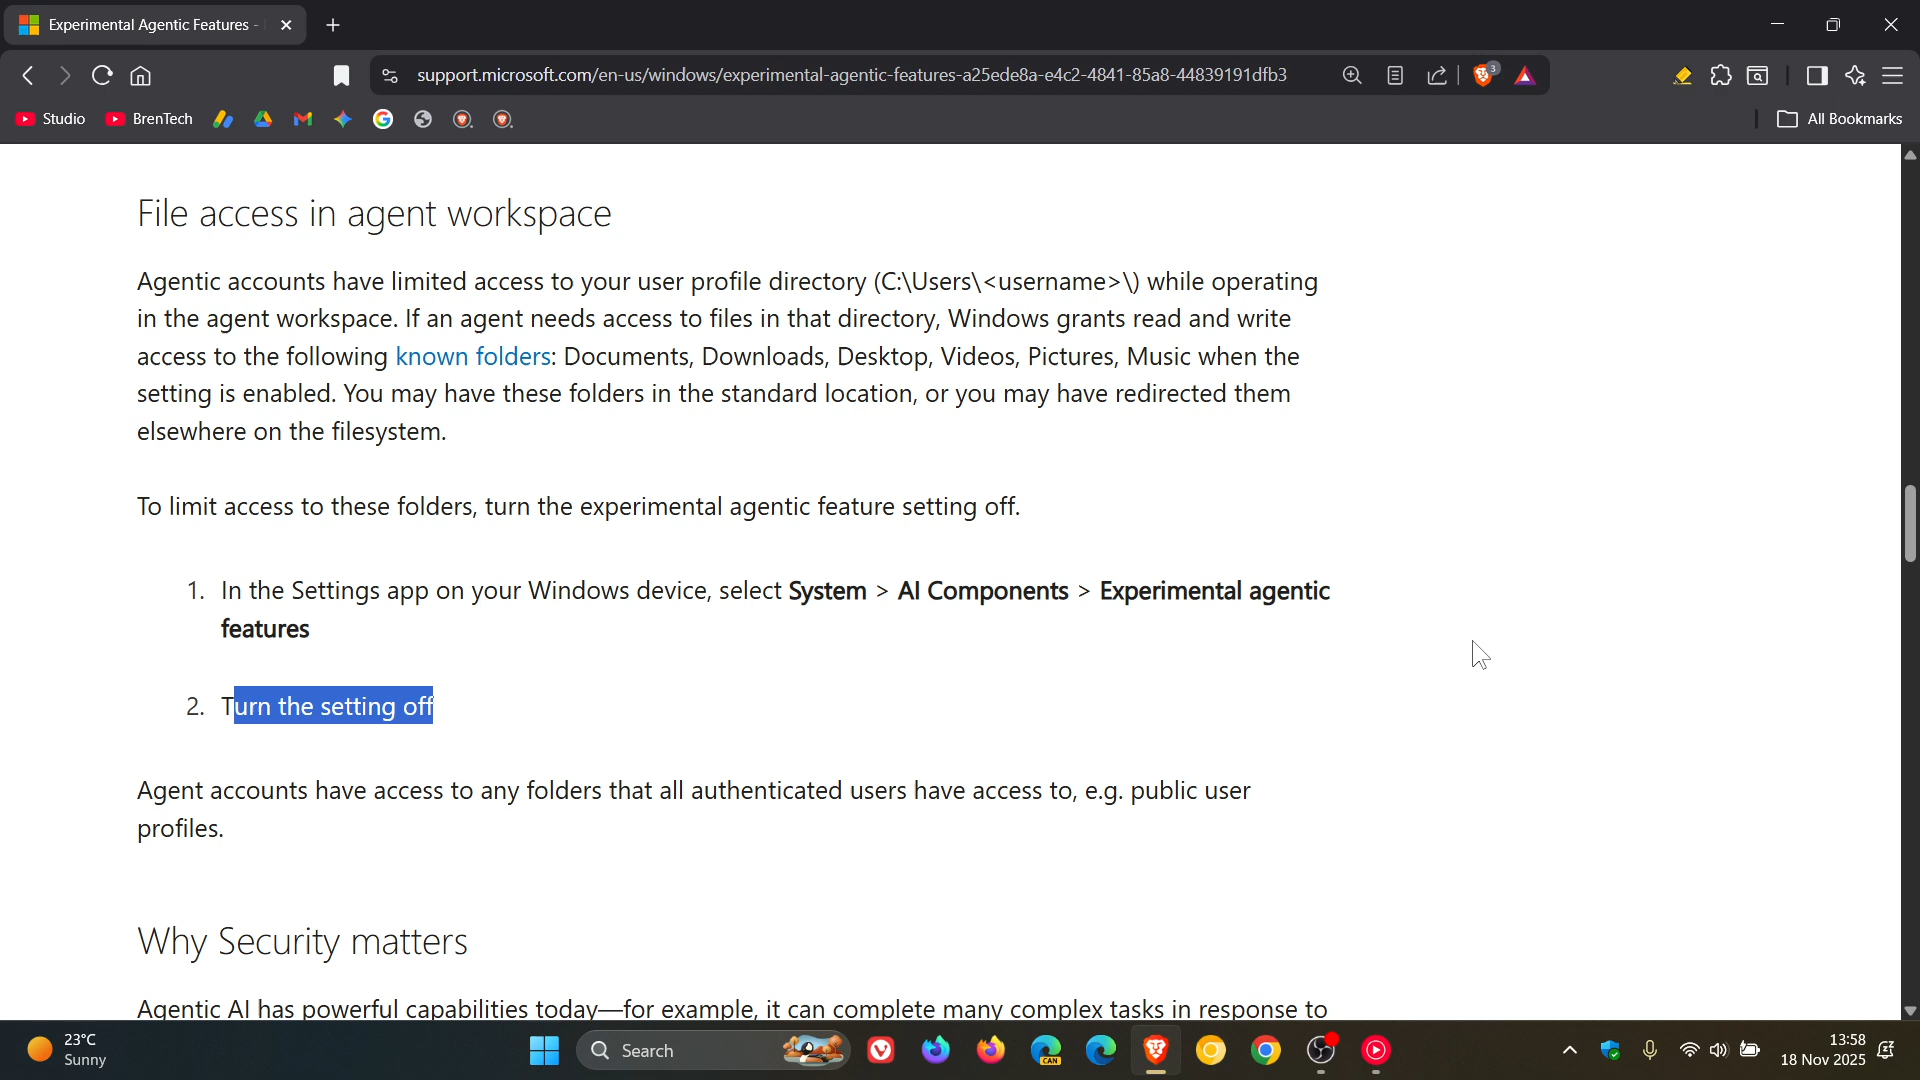 Experimental Agentic Features -
support.microsoft.com/en-us/windows/experimental-agentic-features-a25ede8a-e4c2-4841-85a8-44839191dfb3
3
Studio
BrenTech
All Bookmarks
File access in agent workspace
Agentic accounts have limited access to your user profile directory (C:\Users\<username>\) while operating
in the agent workspace. If an agent needs access to files in that directory, Windows grants read and write
access to the following known folders: Documents, Downloads, Desktop, Videos, Pictures, Music when the
setting is enabled. You may have these folders in the standard location, or you may have redirected them
elsewhere on the filesystem.
To limit access to these folders, turn the experimental agentic feature setting off.
1. In the Settings app on your Windows device, select System > AI Components > Experimental agentic
features
2. Turn the setting off
Agent accounts have access to any folders that all authenticated users have access to, e.g. public user
profiles.
Why Security matters
Agentic AI has powerful capabilities today—for example, it can complete many complex tasks in response to
23°C
Sunny
Search
CAN
13:58
18 Nov 2025